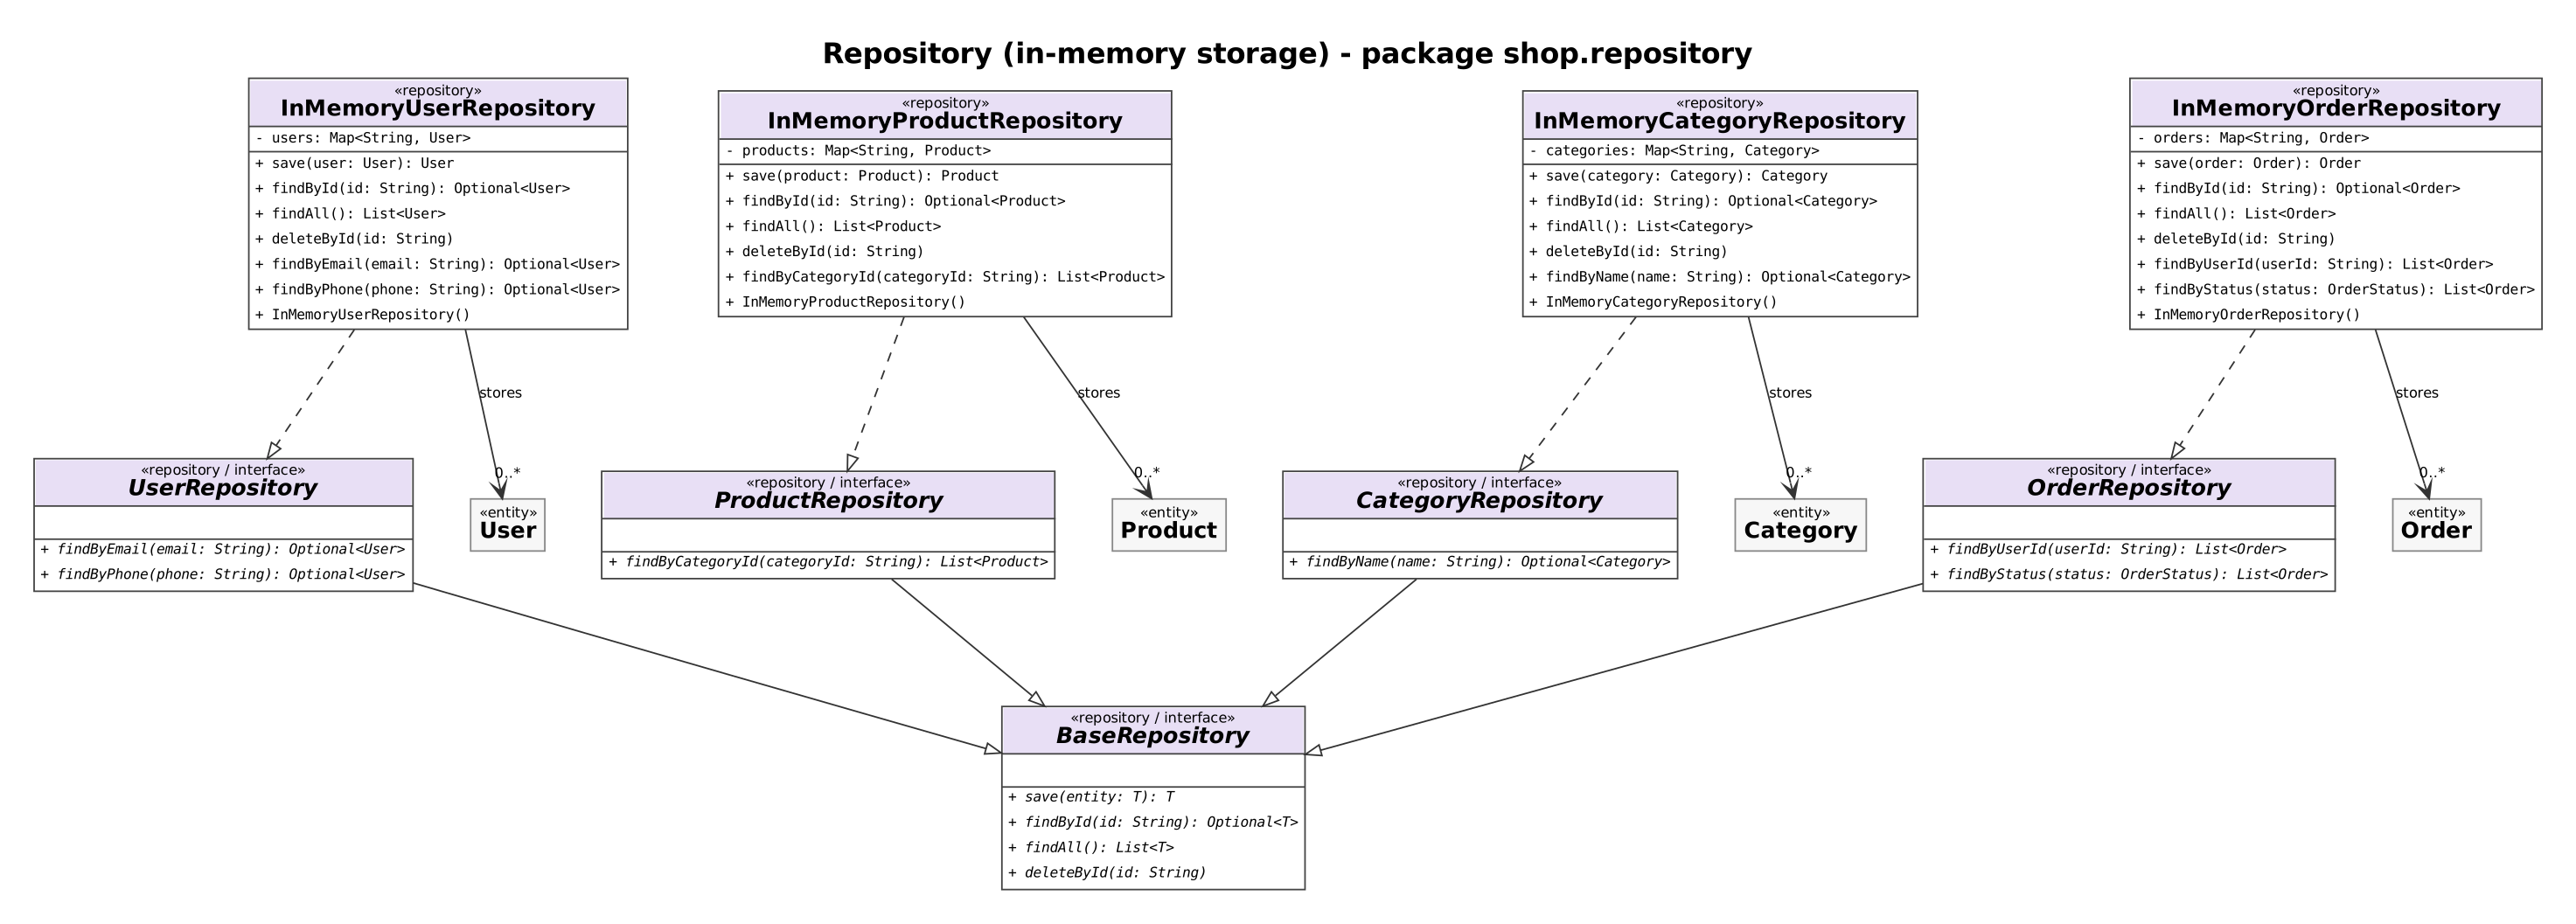 Repository (in-memory storage) - package shop.repository
«repository»
InMemoryUserRepository
- users: Map<String, User>
+ save(user: User): User
+ findById(id: String): Optional<User>
+ findAll(): List<User>
+ deleteById(id: String)
+ findByEmail(email: String): Optional<User>
+ findByPhone(phone: String): Optional<User>
+ InMemoryUserRepository()
«repository»
InMemoryProductRepository
- products: Map<String, Product>
+ save(product: Product): Product
+ findById(id: String): Optional<Product>
+ findAll(): List<Product>
+ deleteById(id: String)
+ findByCategoryId(categoryId: String): List<Product>
+ InMemoryProductRepository()
«repository»
InMemoryCategoryRepository
- categories: Map<String, Category>
+ save(category: Category): Category
+ findById(id: String): Optional<Category>
+ findAll(): List<Category>
+ deleteById(id: String)
+ findByName(name: String): Optional<Category>
+ InMemoryCategoryRepository()
«repository»
InMemoryOrderRepository
- orders: Map<String, Order>
+ save(order: Order): Order
+ findById(id: String): Optional<Order>
+ findAll(): List<Order>
+ deleteById(id: String)
+ findByUserId(userId: String): List<Order>
+ findByStatus(status: OrderStatus): List<Order>
+ InMemoryOrderRepository()
stores
stores
stores
stores
0..*
0..*
0..*
0..*
«repository / interface»
UserRepository
+ findByEmail(email: String): Optional<User>
+ findByPhone(phone: String): Optional<User>
«entity»
User
«repository / interface»
ProductRepository
+ findByCategoryId(categoryId: String): List<Product>
«entity»
Product
«repository / interface»
CategoryRepository
+ findByName(name: String): Optional<Category>
«entity»
Category
«repository / interface»
OrderRepository
+ findByUserId(userId: String): List<Order>
+ findByStatus(status: OrderStatus): List<Order>
«entity»
Order
«repository / interface»
BaseRepository
+ save(entity: T): T
+ findById(id: String): Optional<T>
+ findAll(): List<T>
+ deleteById(id: String)